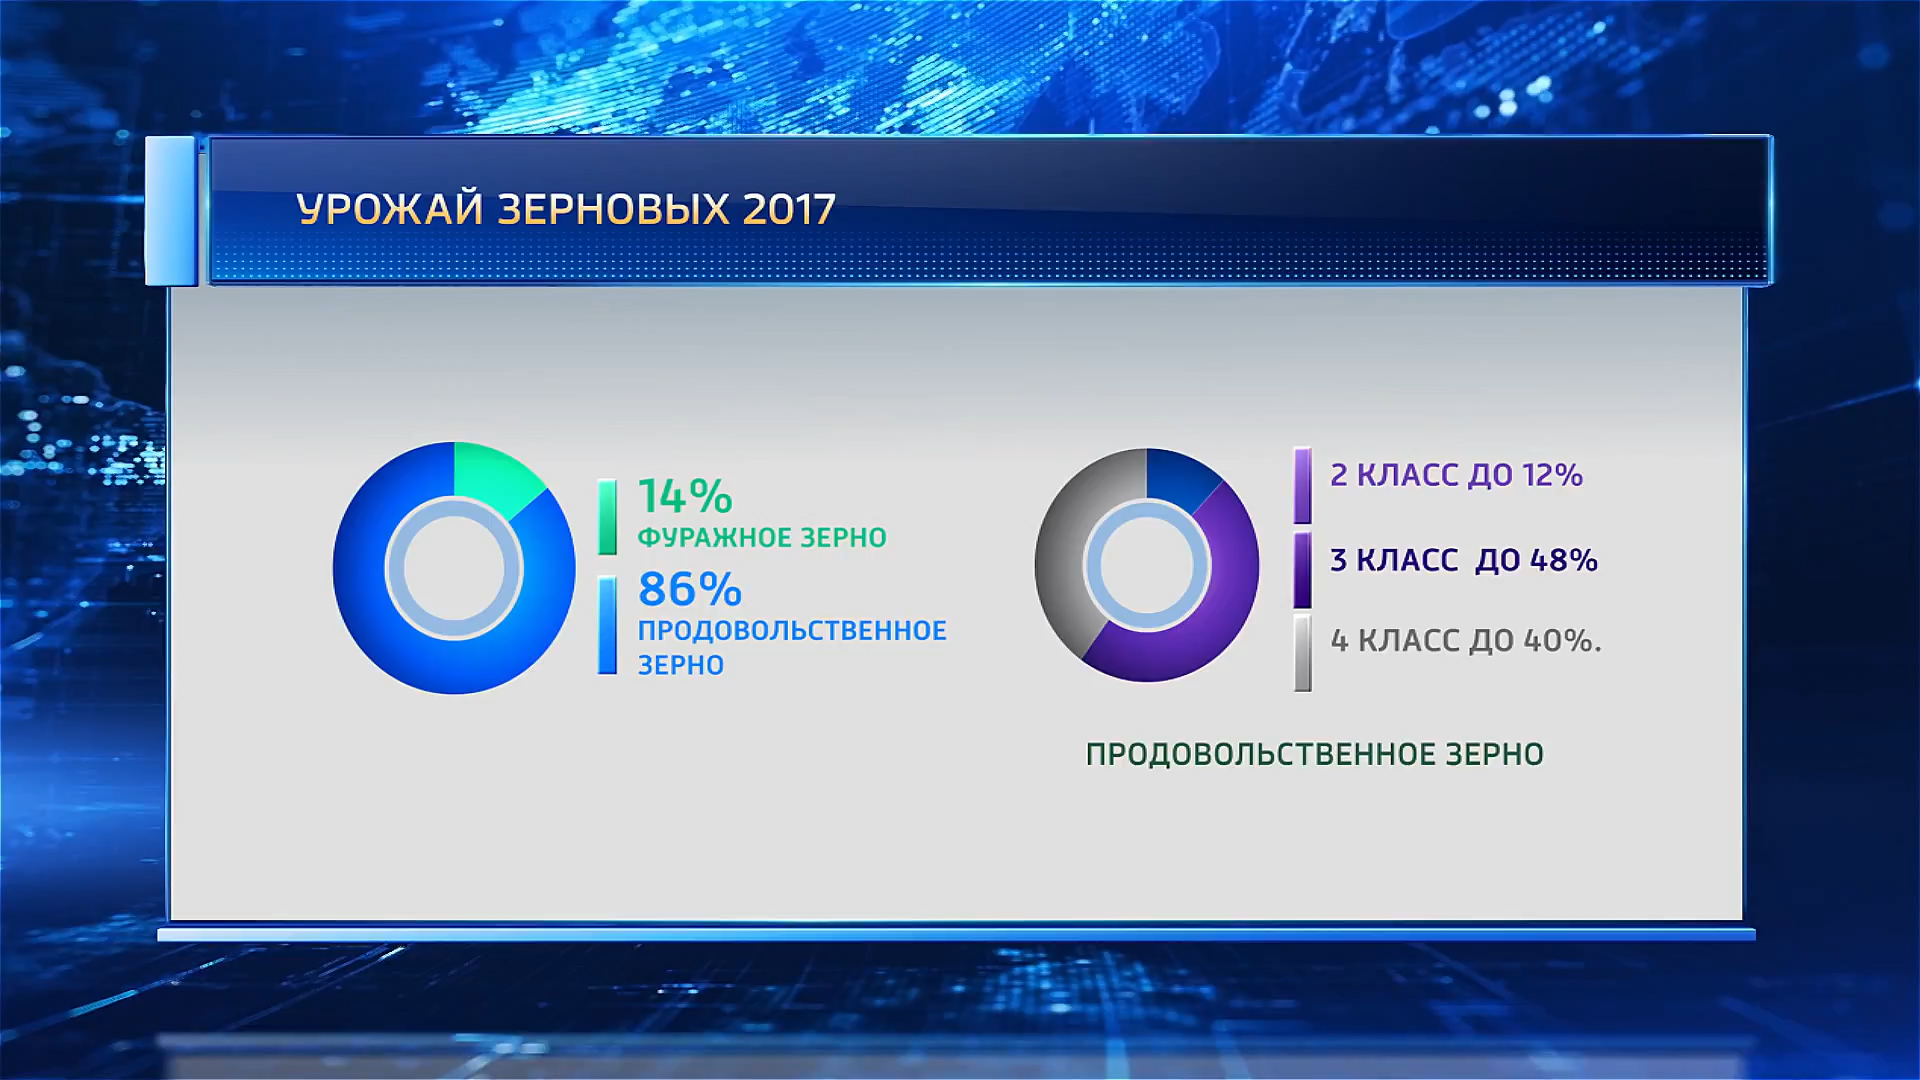 УРОЖАЙ ЗЕРНОВЫХ 2017
14%
ФУРАЖНОЕ ЗЕРНО
86%
ПРОДОВОЛЬСТВЕННОЕ
ЗЕРНО
2 КЛАСС ДО 12%
3 КЛАСС ДО 48%
4 КЛАСС ДО 40%.
ПРОДОВОЛЬСТВЕННОЕ ЗЕРНО